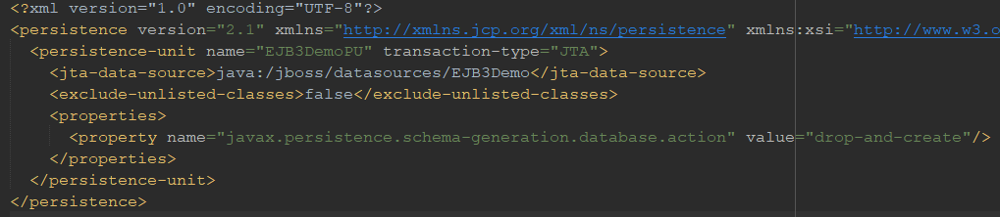 <?xml version="1.0" encoding="UTF-8"?>
<persistence version="2.1" xmlns="http://xmlns.jcp.org/xml/ns/persistence" xmlns:xsi="http://www.w3.o
<persistence-unit name="EJB3DemoPU" transaction-type="JTA">
<jta-data-source>java:/jboss/datasources/EJB3Demo</jta-data-source>
<exclude-unlisted-classes>false</exclude-unlisted-classes>
<properties>
<property name="javax.persistence.schema-generation.database.action" value="drop-and-create"/>
</properties>
</persistence-unit>
</persistence>